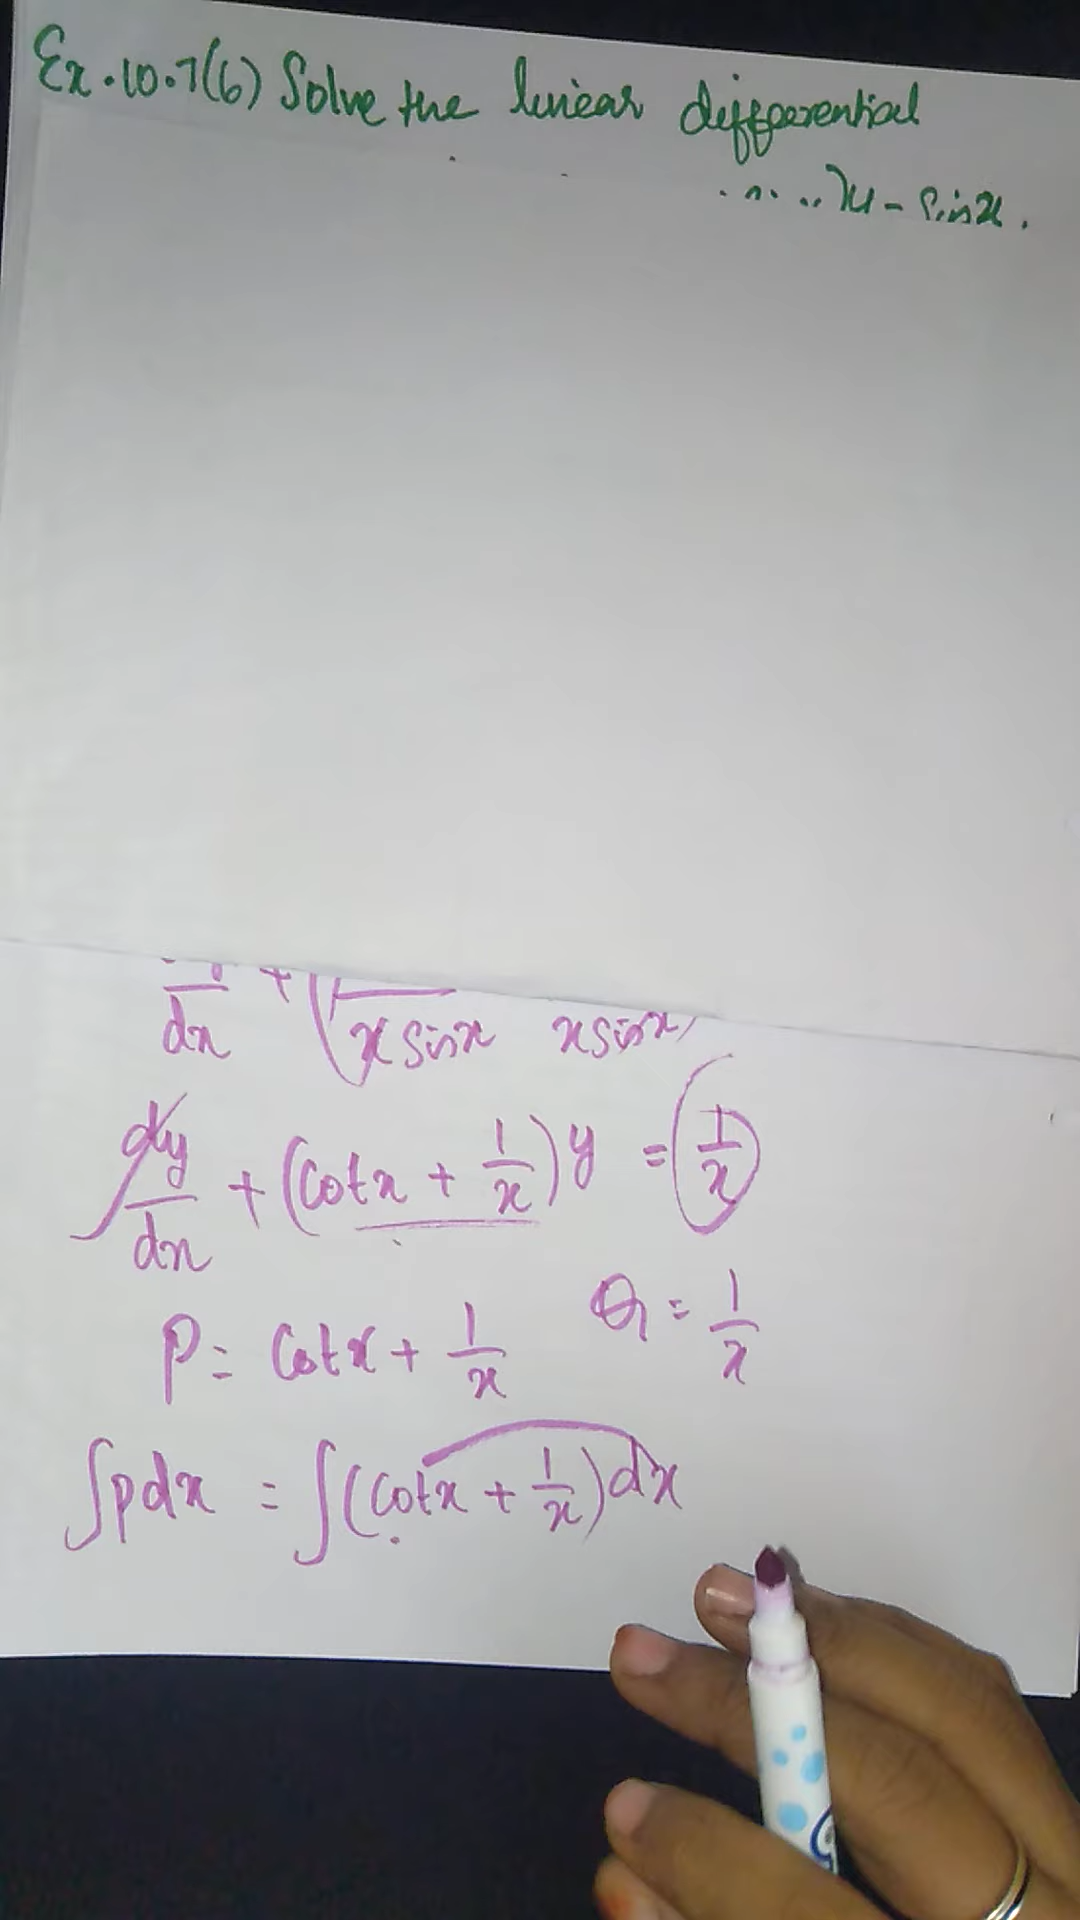 Ex.10.7(6) Solve the linear differential
)y = sinx.
dx + ( x sinx x sinx
dy/dx + (cotx + 1/x)y = (1/x)
P = cotx + 1/x Q = 1/x
∫pdx = ∫(cotx + 1/x)dx